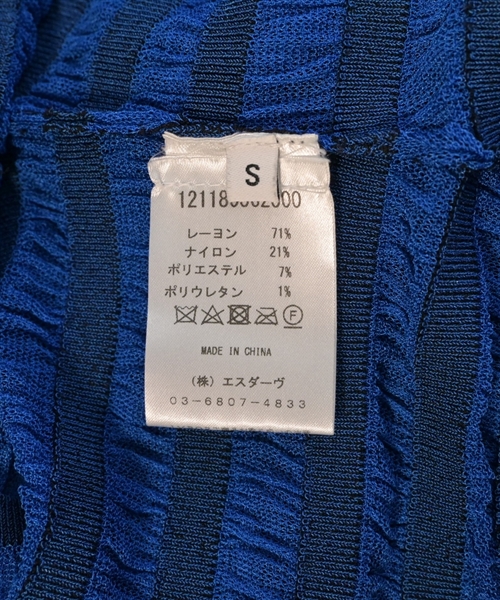 S
レーヨン 71%
ナイロン 21%
ポリエステル 7%
ポリウレタン 1%
F
MADE IN CHINA
(株) エスダーヴ
03-6807-4833